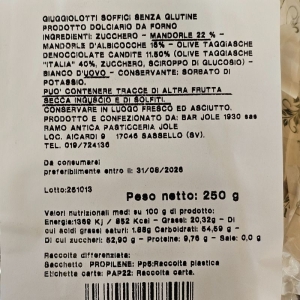 GIUGGIOLOTTI SOFFICI SENZA GLUTINE
PRODOTTO DOLCIARIO DA FORNO
INGREDIENTI: ZUCCHERO - MANDORLE 22 % -
MANDORLE D'ALBICOCCHE 15% - OLIVE TAGGIASCHE
DENOCCIOLATE CANDITE 11.50% (OLIVE TAGGIASCHE
"ITALIA" 40%, ZUCCHERO, SCIROPPO DI GLUCOSIO) -
BIANCO D'UOVO - CONSERVANTE: SORBATO DI
POTASSIO.
PUO' CONTENERE TRACCE DI ALTRA FRUTTA
SECCA INGUSCIO E DI SOLFITI.
CONSERVARE IN LUOGO FRESCO ED ASCIUTTO.
PRODOTTO E CONFEZIONATO DA: BAR JOLE 1930 sas
RAMO ANTICA PASTICCERIA JOLE
LOC. AICARDI 9 17046 SASSELLO (SV).
TEL. 019/724136
Da consumarsi
preferibilmente entro il: 31/08/2026
Lotto:251013
Peso netto: 250 g
Valori nutrizionali medi: su 100 g di prodotto:
Energia:1369 Kj / 952 Kcal - Grassi: 20,32g -
Di cui acidi grassi saturi: 1.88g Carboidrati: 54,59 g -
Di cui zuccheri: 52,90 g - Proteine: 9,76 g - Sale: 0,0 g
Raccolta differenziata:
Sacchetto PROPILENE: Pp5:Raccolta plastica
Etichetta carta: PAP22: Raccolta carta.